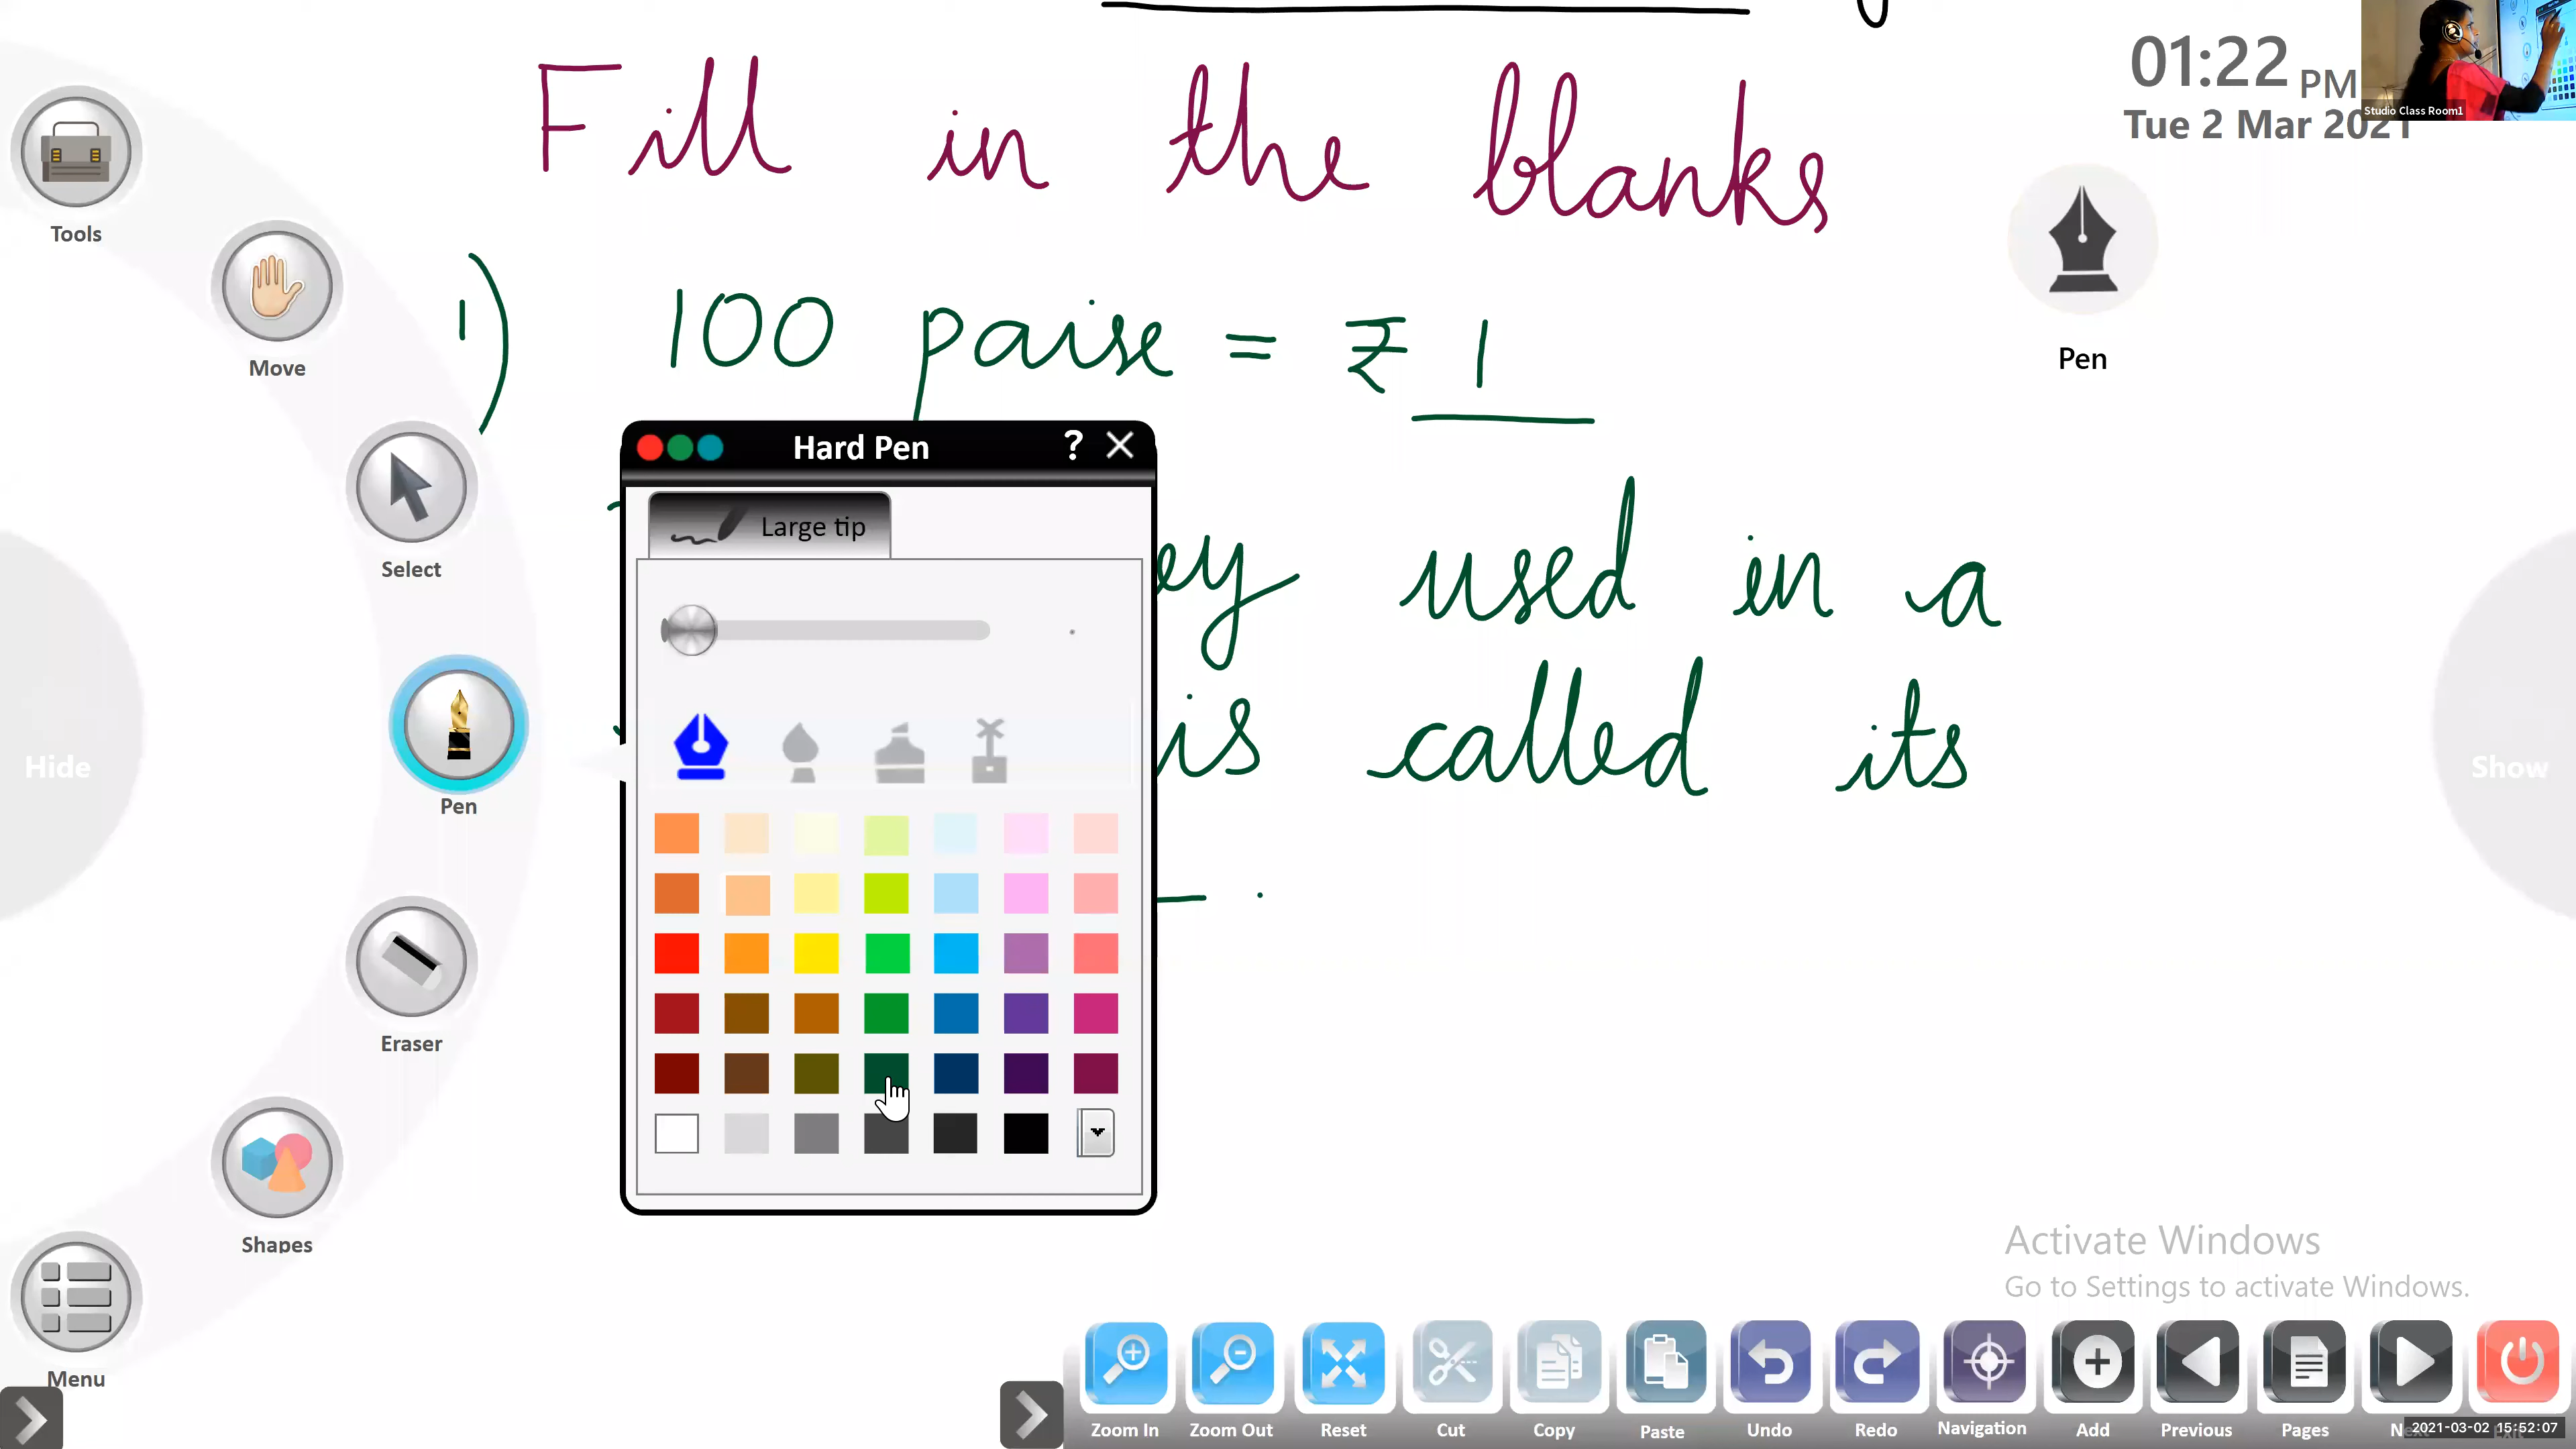 Fill in the blanks
01:22 PM
Tue 2 Mar 2021
Studio Class Room1
Tools
Move
1) 100 paise = ₹ 1
Pen
Hard Pen ?
Large tip
Select
used in a
is called its
Hide
Show
Pen
Eraser
Shapes
Menu
Activate Windows
Go to Settings to activate Windows.
Zoom In Zoom Out Reset Cut Copy Paste Undo Redo Navigation Add Previous Pages
2021-03-02 15:52:07